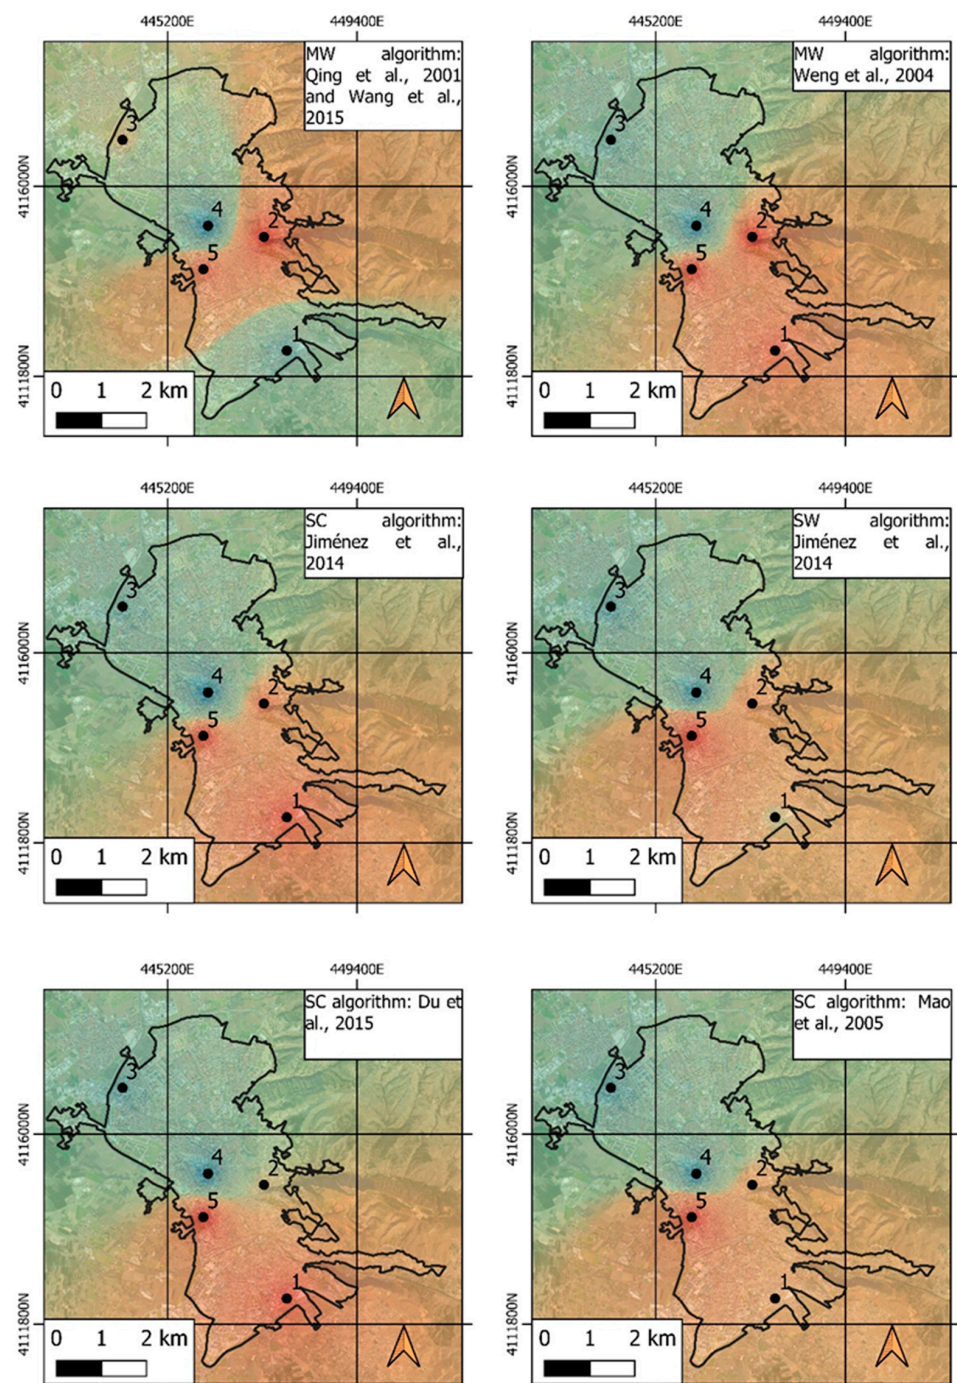 445200E 449400E
445200E 449400E
MW algorithm:
Qing et al., 2001
and Wang et al.,
2015
MW algorithm:
Weng et al., 2004
4116000N
4111800N
3
4
2
5
1
0 1 2 km
4116000N
4111800N
3
4
2
5
1
0 1 2 km
445200E 449400E
445200E 449400E
SC algorithm:
Jiménez et al.,
2014
SW algorithm:
Jiménez et al.,
2014
4116000N
4111800N
3
4
2
5
1
0 1 2 km
4116000N
4111800N
3
4
2
5
1
0 1 2 km
445200E 449400E
445200E 449400E
SC algorithm: Du et
al., 2015
SC algorithm: Mao
et al., 2005
4116000N
4111800N
3
4
2
5
1
0 1 2 km
4116000N
4111800N
3
4
2
5
1
0 1 2 km